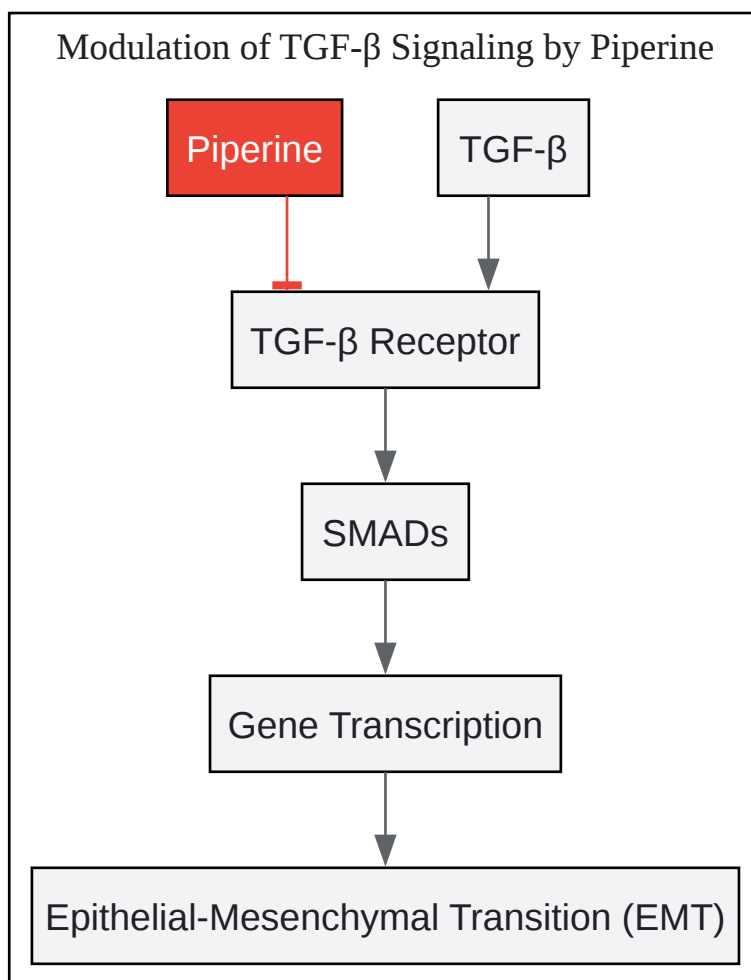 Modulation of TGF-β Signaling by Piperine
Piperine
TGF-β
TGF-β Receptor
SMADs
Gene Transcription
Epithelial-Mesenchymal Transition (EMT)